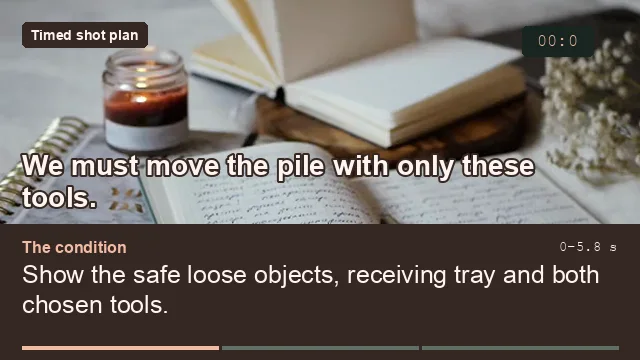 Timed shot plan
00:0
We must move the pile with only these
tools.
The condition
0–5.8 s
Show the safe loose objects, receiving tray and both
chosen tools.